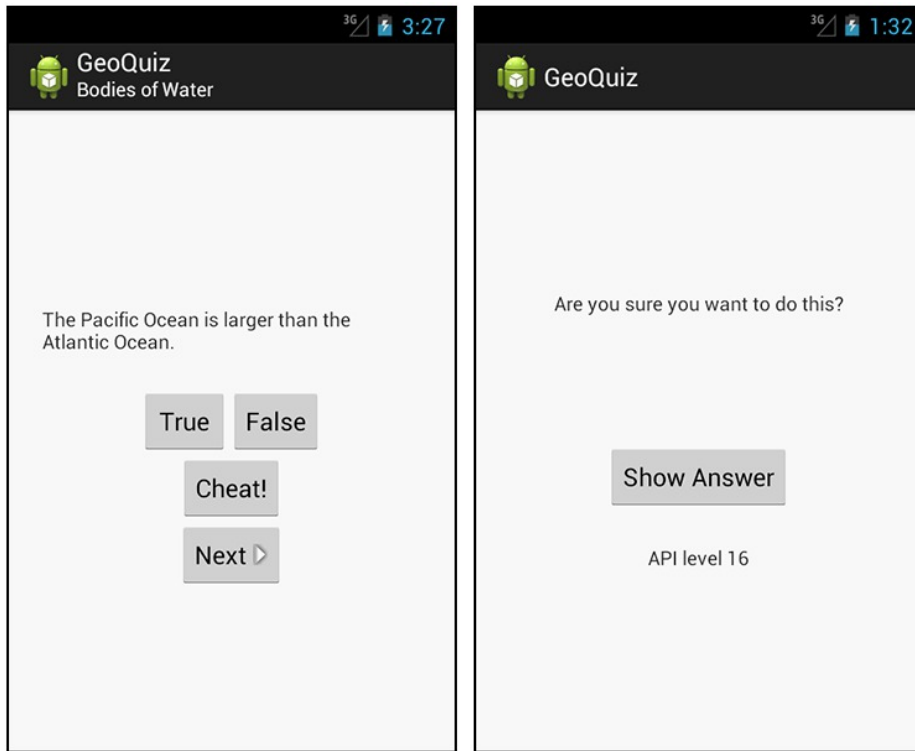 3G 3:27
GeoQuiz
Bodies of Water
The Pacific Ocean is larger than the
Atlantic Ocean.
True False
Cheat!
Next
3G 1:32
GeoQuiz
Are you sure you want to do this?
Show Answer
API level 16